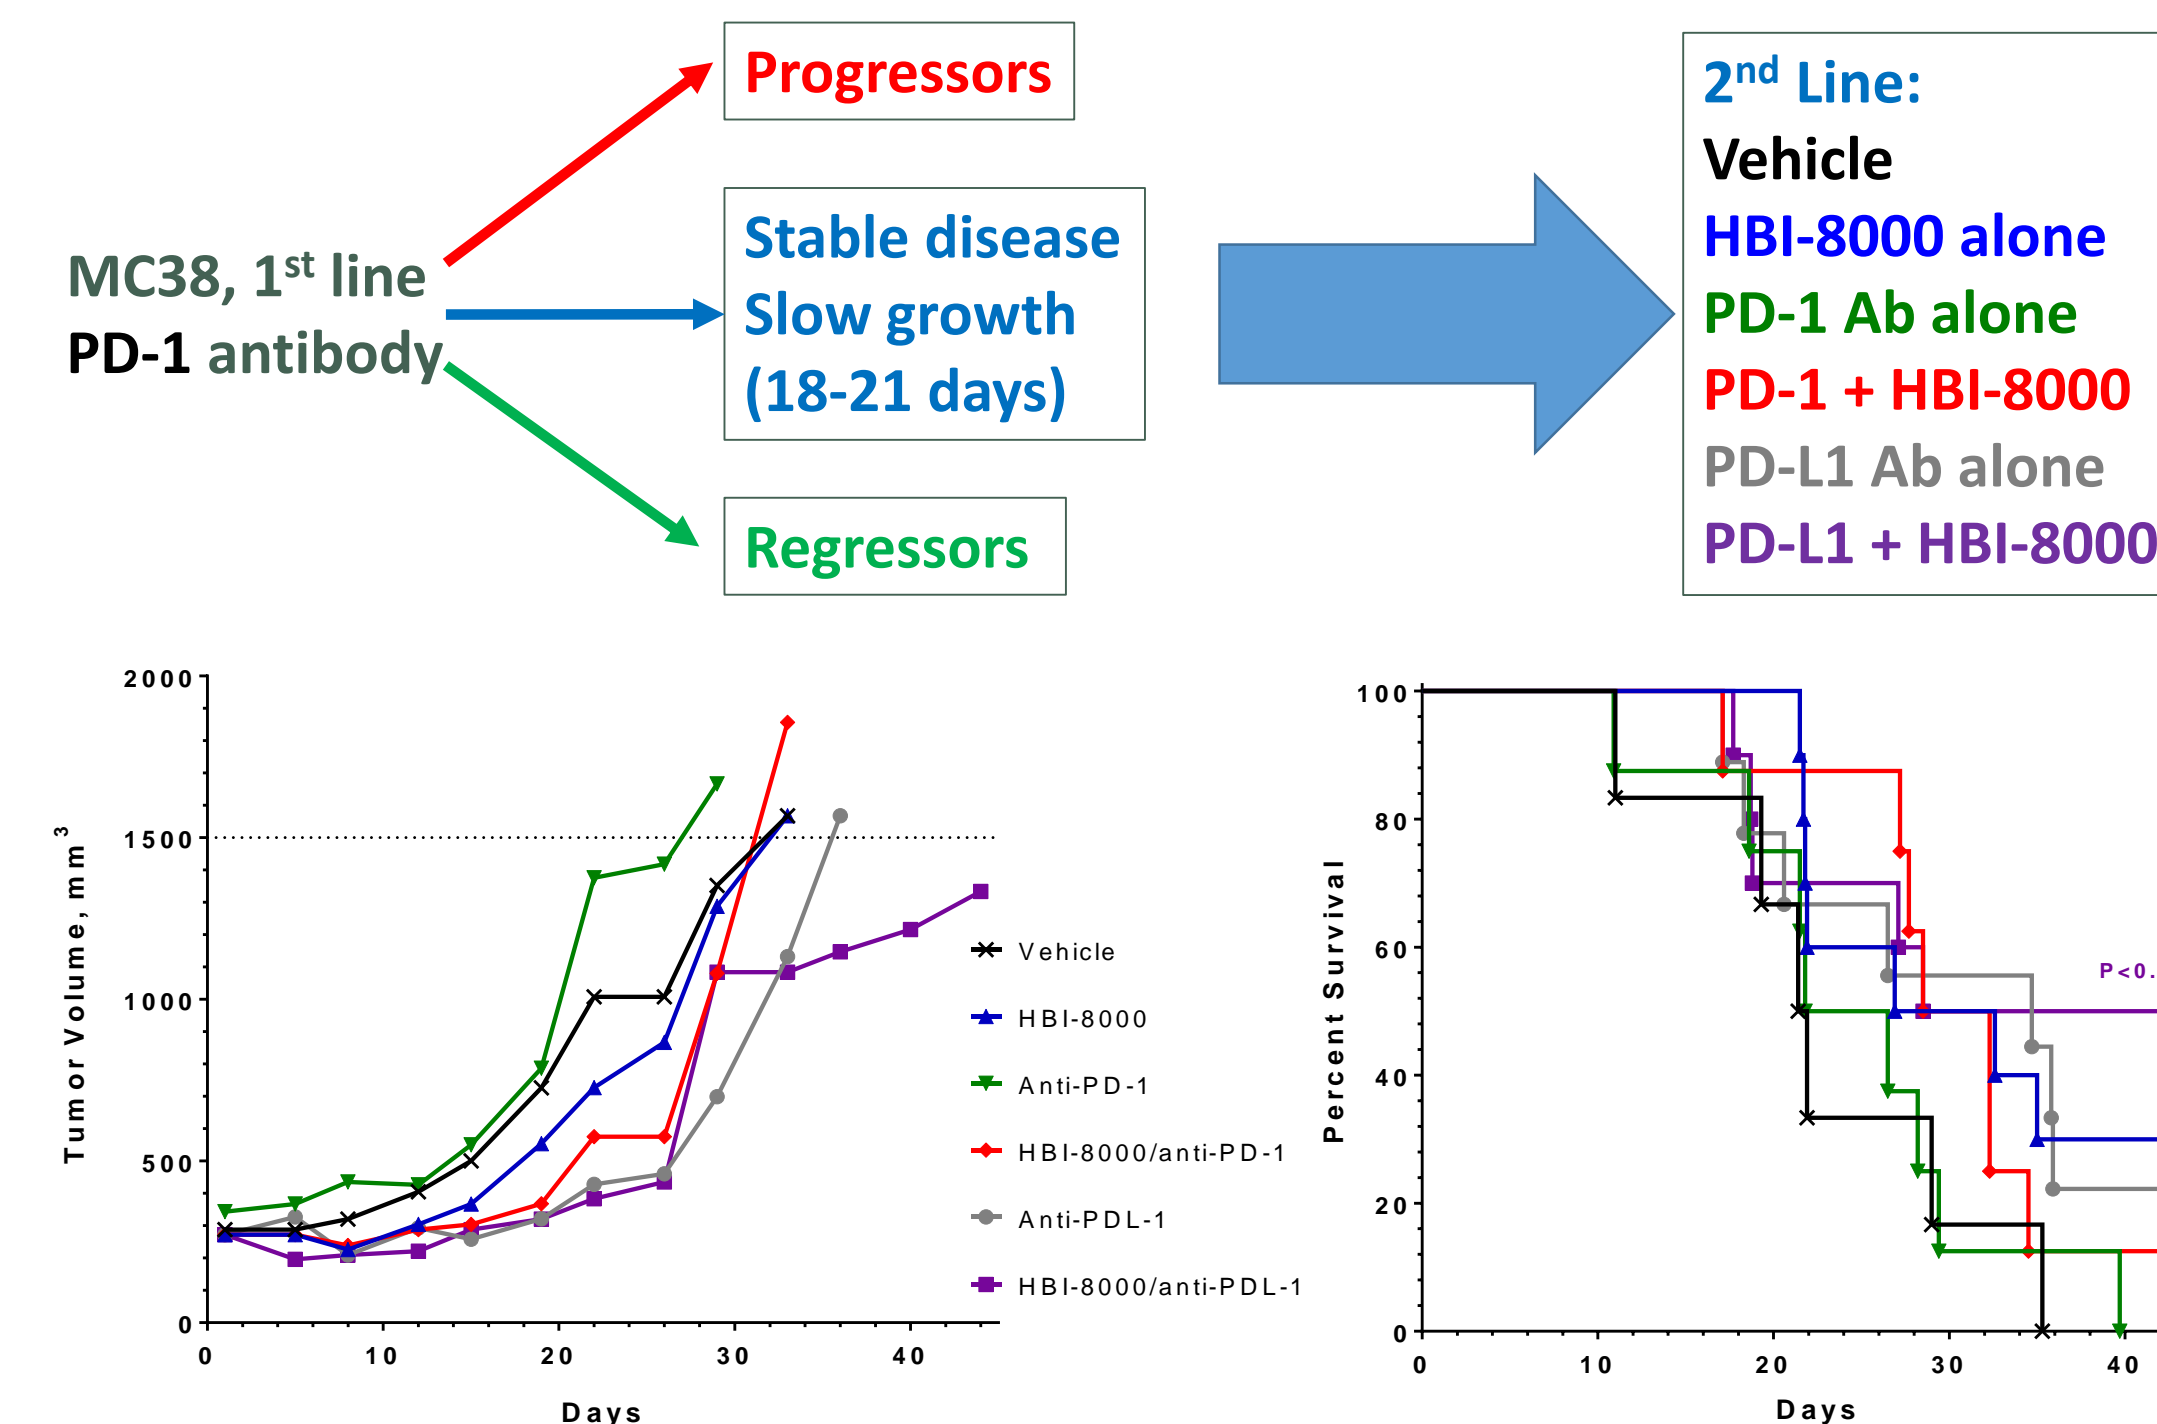 Progressors
MC38, 1st line
PD-1 antibody
Stable disease
Slow growth
(18-21 days)
Regressors
2nd Line:
Vehicle
HBI-8000 alone
PD-1 Ab alone
PD-1 + HBI-8000
PD-L1 Ab alone
PD-L1 + HBI-8000
Tumor Volume, mm3
2000
1500
1000
500
0
0 10 20 30 40
Days
Vehicle
HBI-8000
Anti-PD-1
HBI-8000/anti-PD-1
Anti-PDL-1
HBI-8000/anti-PDL-1
Percent Survival
100
80
60
40
20
0
P<0.
0 10 20 30 40
Days